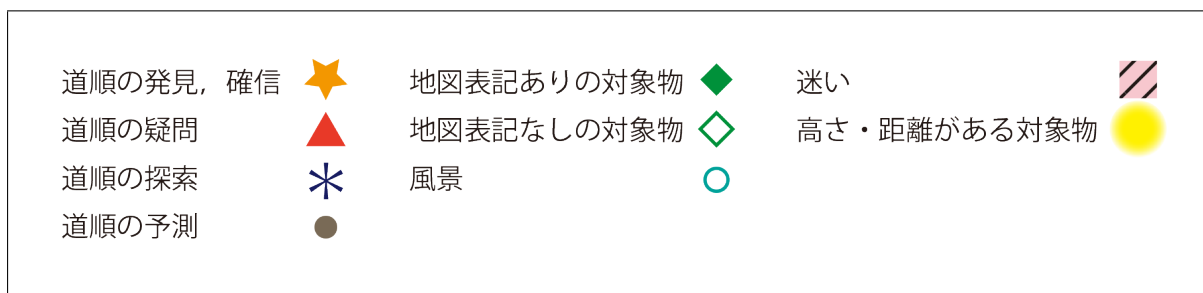 道順の発見，確信
道順の疑問
道順の探索
道順の予測
地図表記ありの対象物
地図表記なしの対象物
風景
迷い
高さ・距離がある対象物